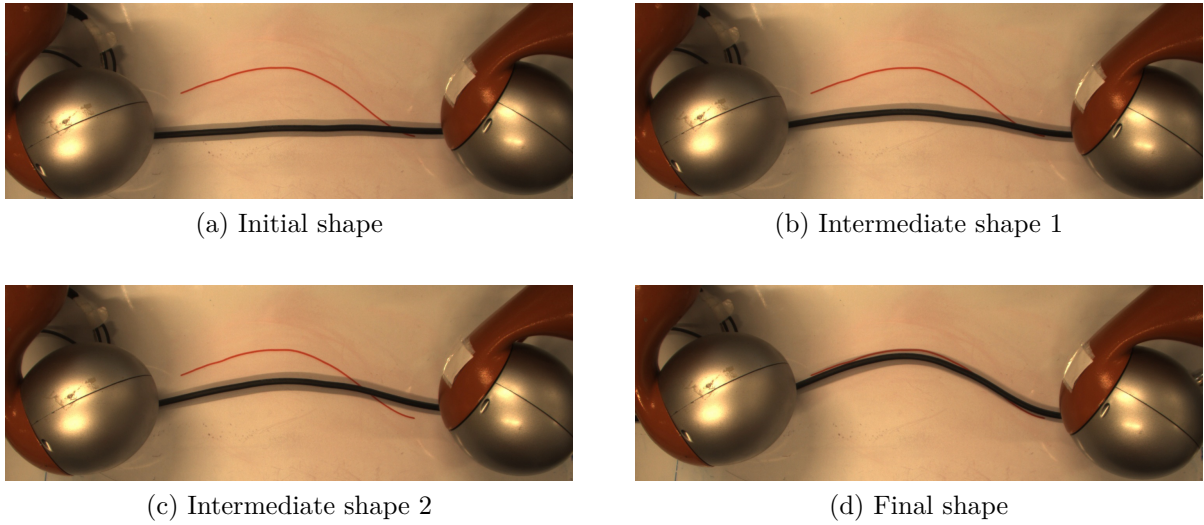 (a) Initial shape
(b) Intermediate shape 1
(c) Intermediate shape 2
(d) Final shape